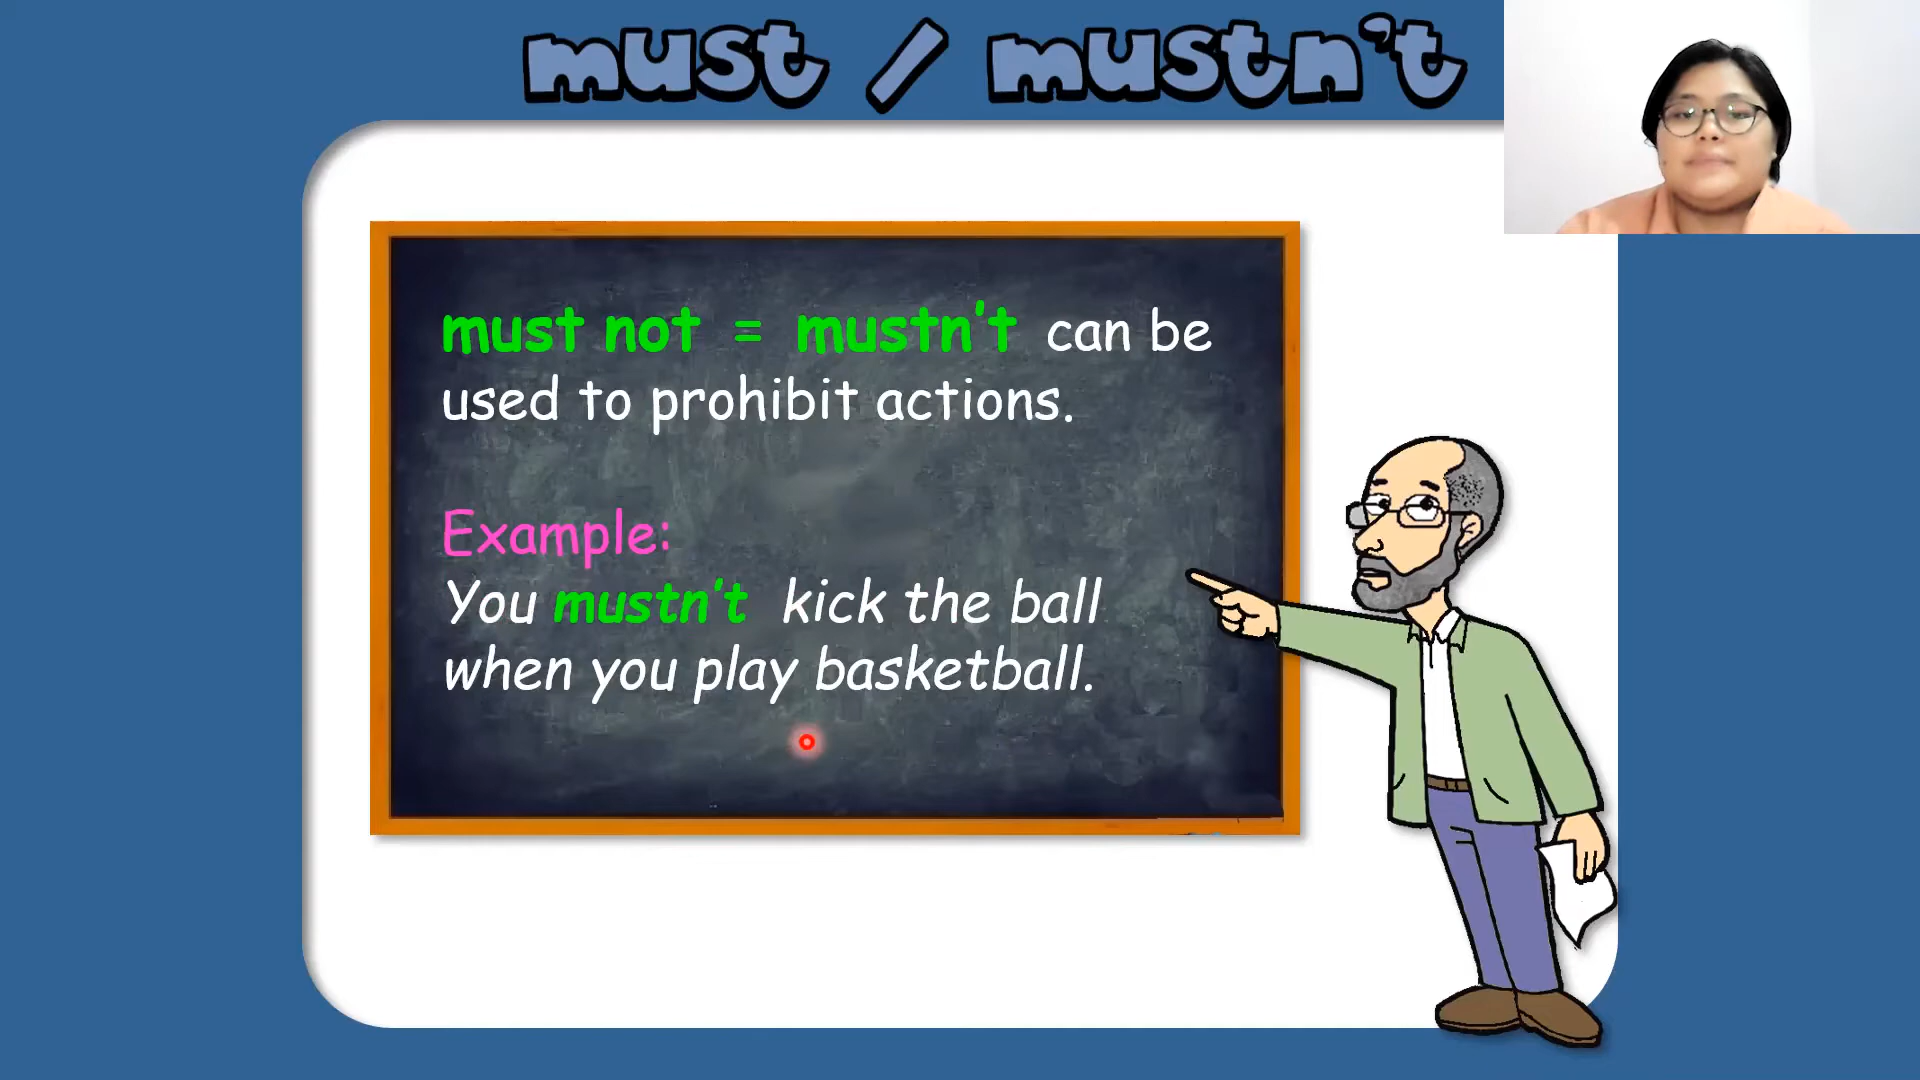 must / mustn't
must not = mustn't can be
used to prohibit actions.
Example:
You mustn't kick the ball
when you play basketball.